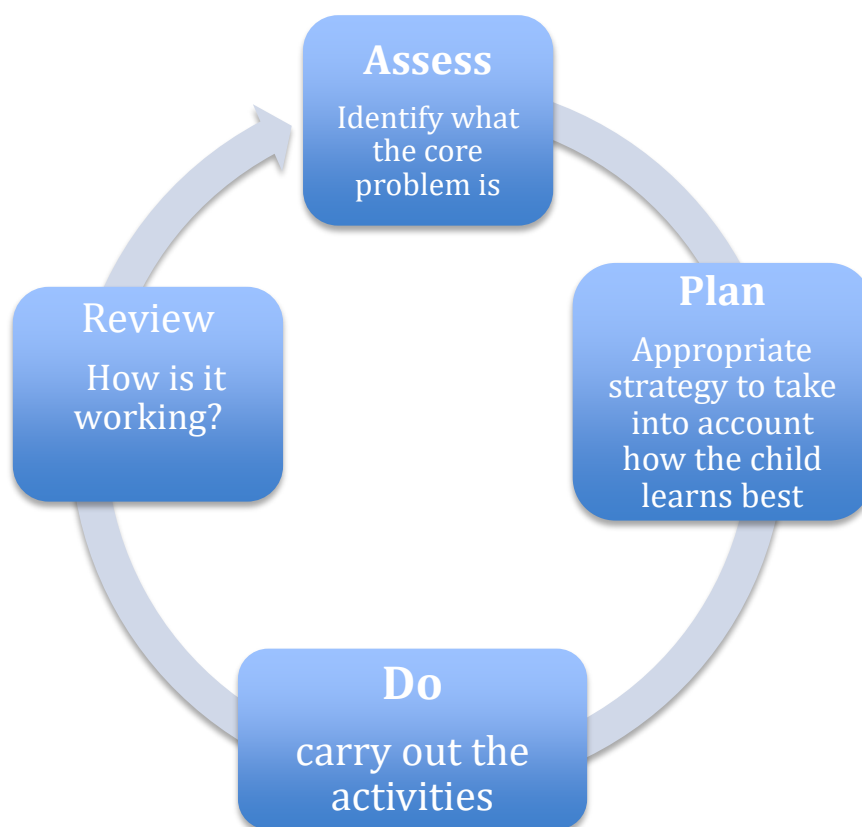 Assess
Identify what
the core
problem is
Plan
Appropriate
strategy to take
into account
how the child
learns best
Do
carry out the
activities
Review
How is it
working?